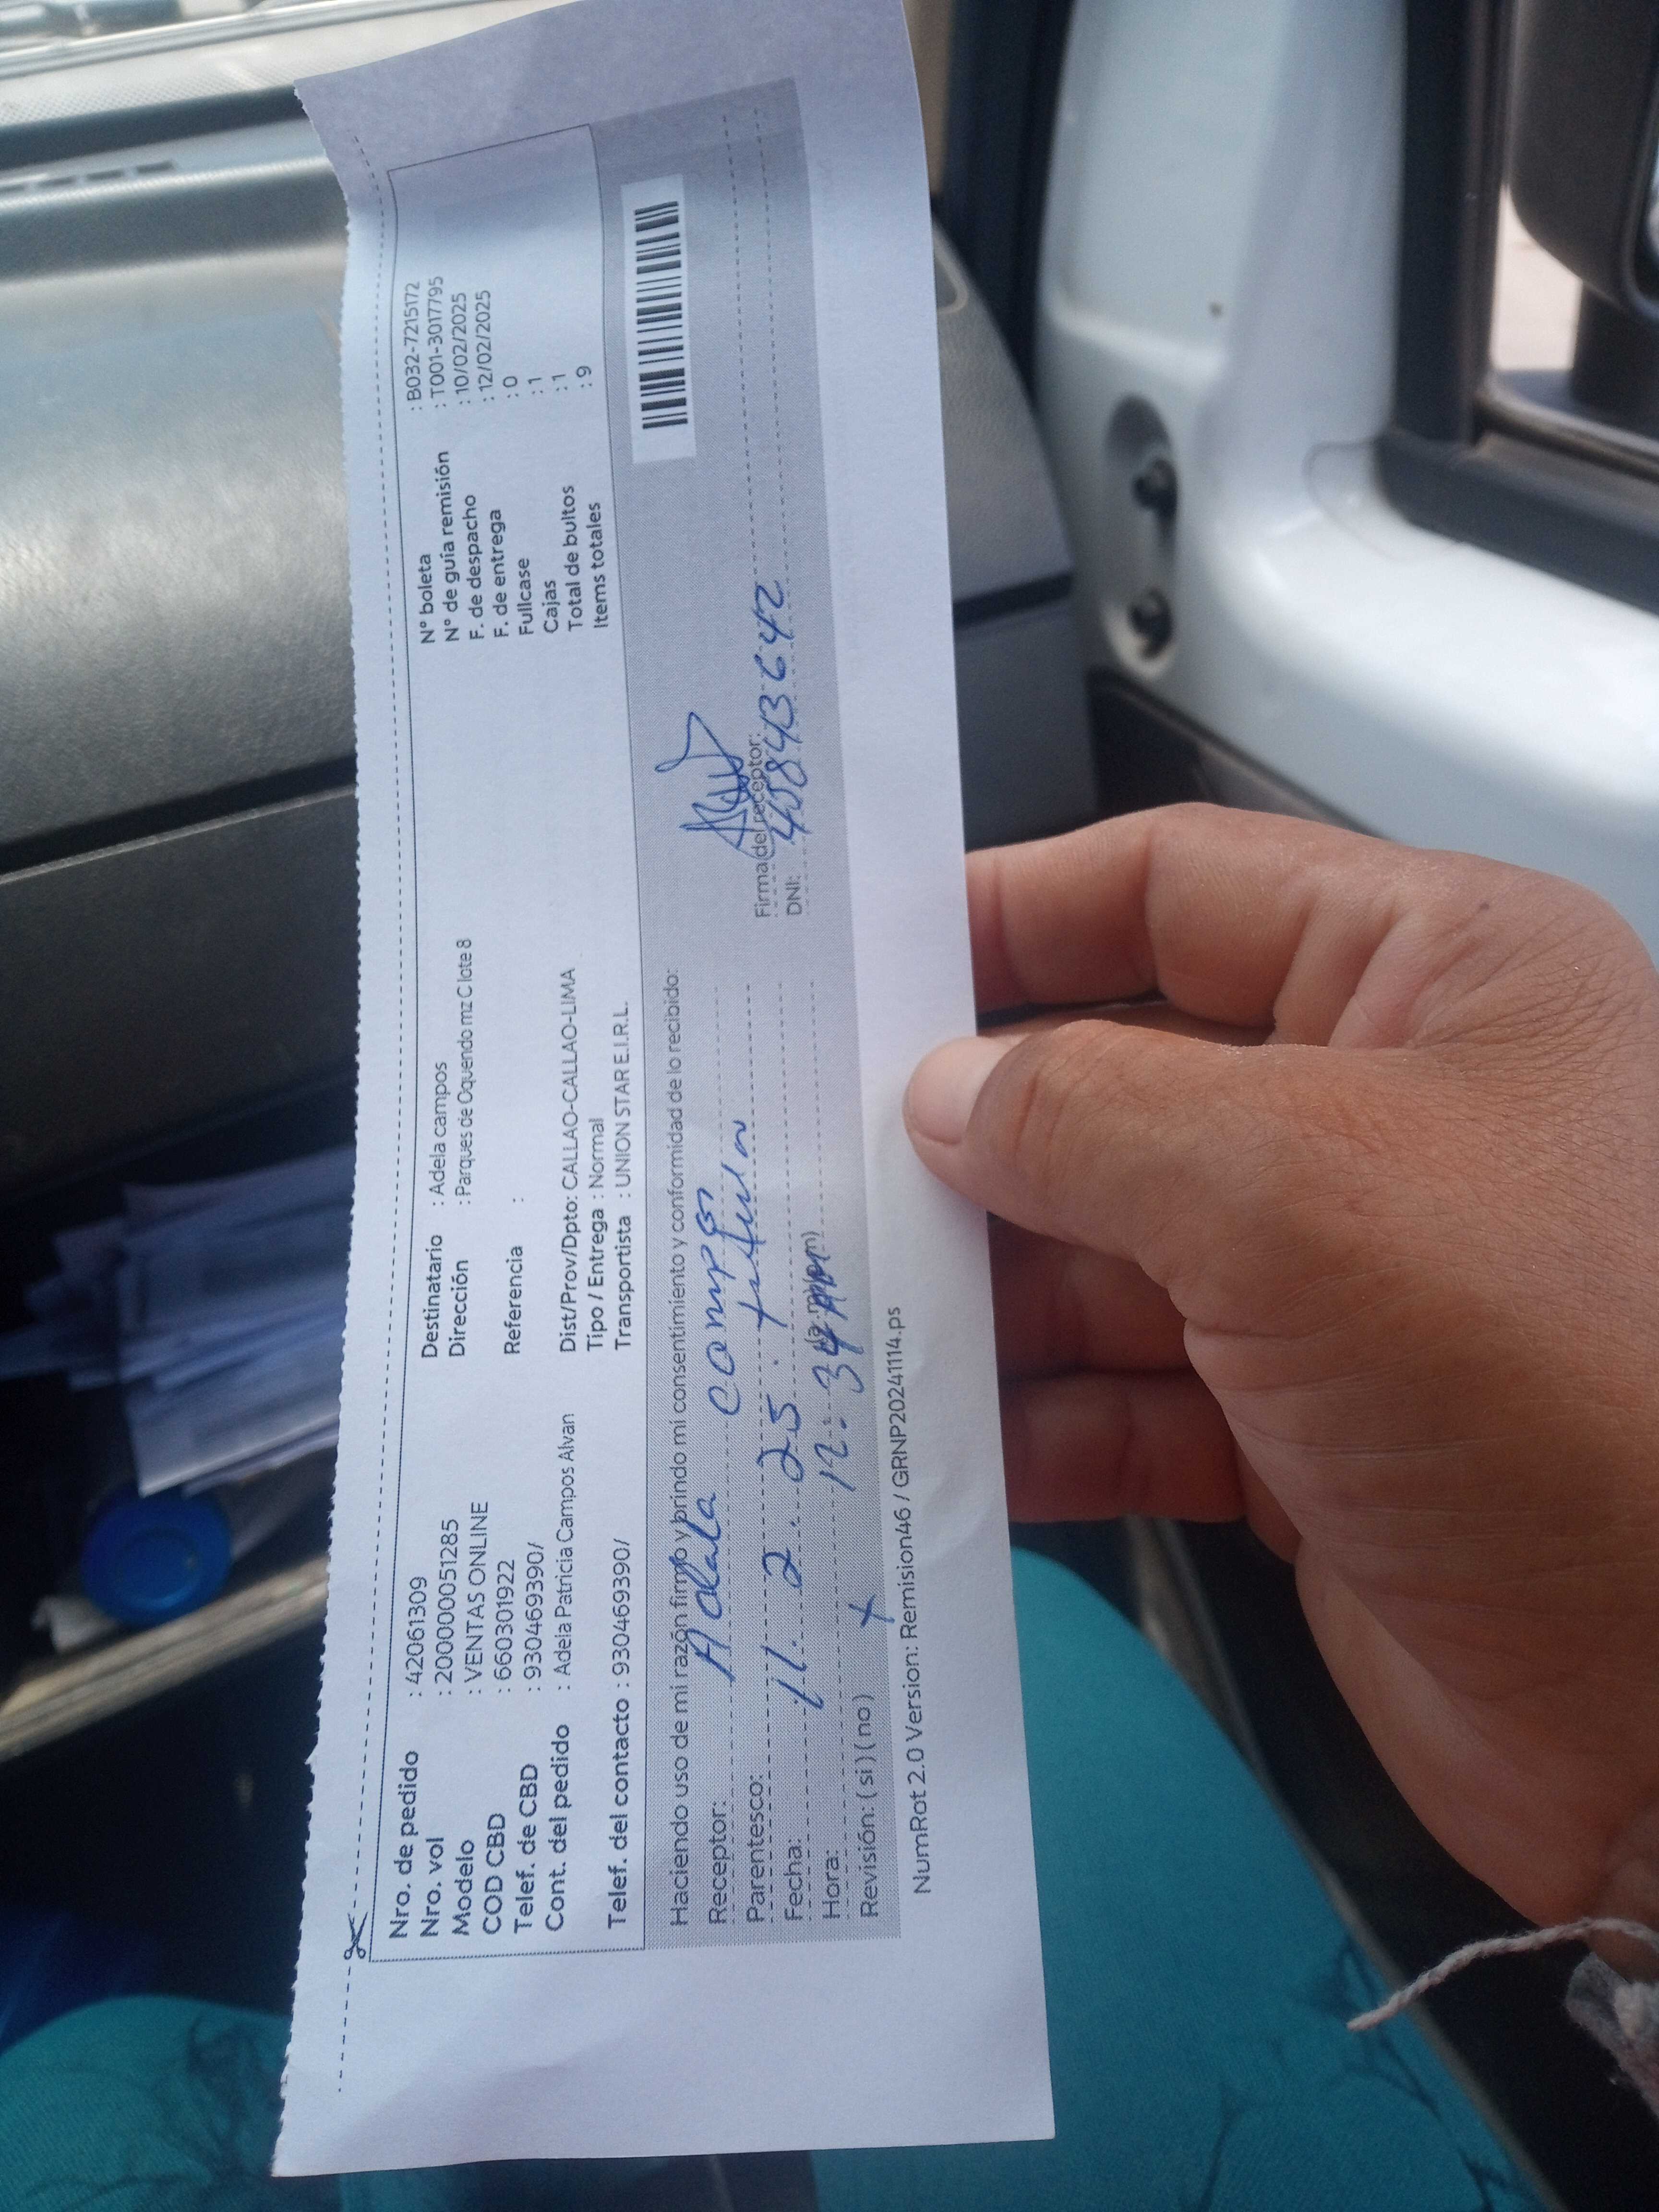 Nro. de pedido : 42061309
Nro. vol : 200000051285
Modelo : VENTAS ONLINE
COD CBD : 660301922
Telef. de CBD : 930469390/
Cont. del pedido : Adela Patricia Campos Alvan
Telef. del contacto : 930469390/
Destinatario : Adela campos
Dirección : Parques de Oquendo mz C lote 8
Referencia :
Dist/Prov/Dpto: CALLAO-CALLAO-LIMA
Tipo / Entrega : Normal
Transportista : UNION STAR E.I.R.L.
N° boleta : B032-7215172
N° de guía remisión : T001-3017795
F. de despacho : 10/02/2025
F. de entrega : 12/02/2025
Fullcase : 0
Cajas : 1
Total de bultos : 1
Items totales : 9
Haciendo uso de mi razón firmo y brindo mi consentimiento y conformidad de lo recibido:
Receptor: Adela campos
Parentesco: titular
Fecha: 11. 2. 25.
Hora: 12. 34 (a.m)(pm)
Revisión: ( si ) ( no ) x
Firma del receptor:
DNI: 40843642
NumRot 2.0 Version: Remision46 / GRNP20241114.ps